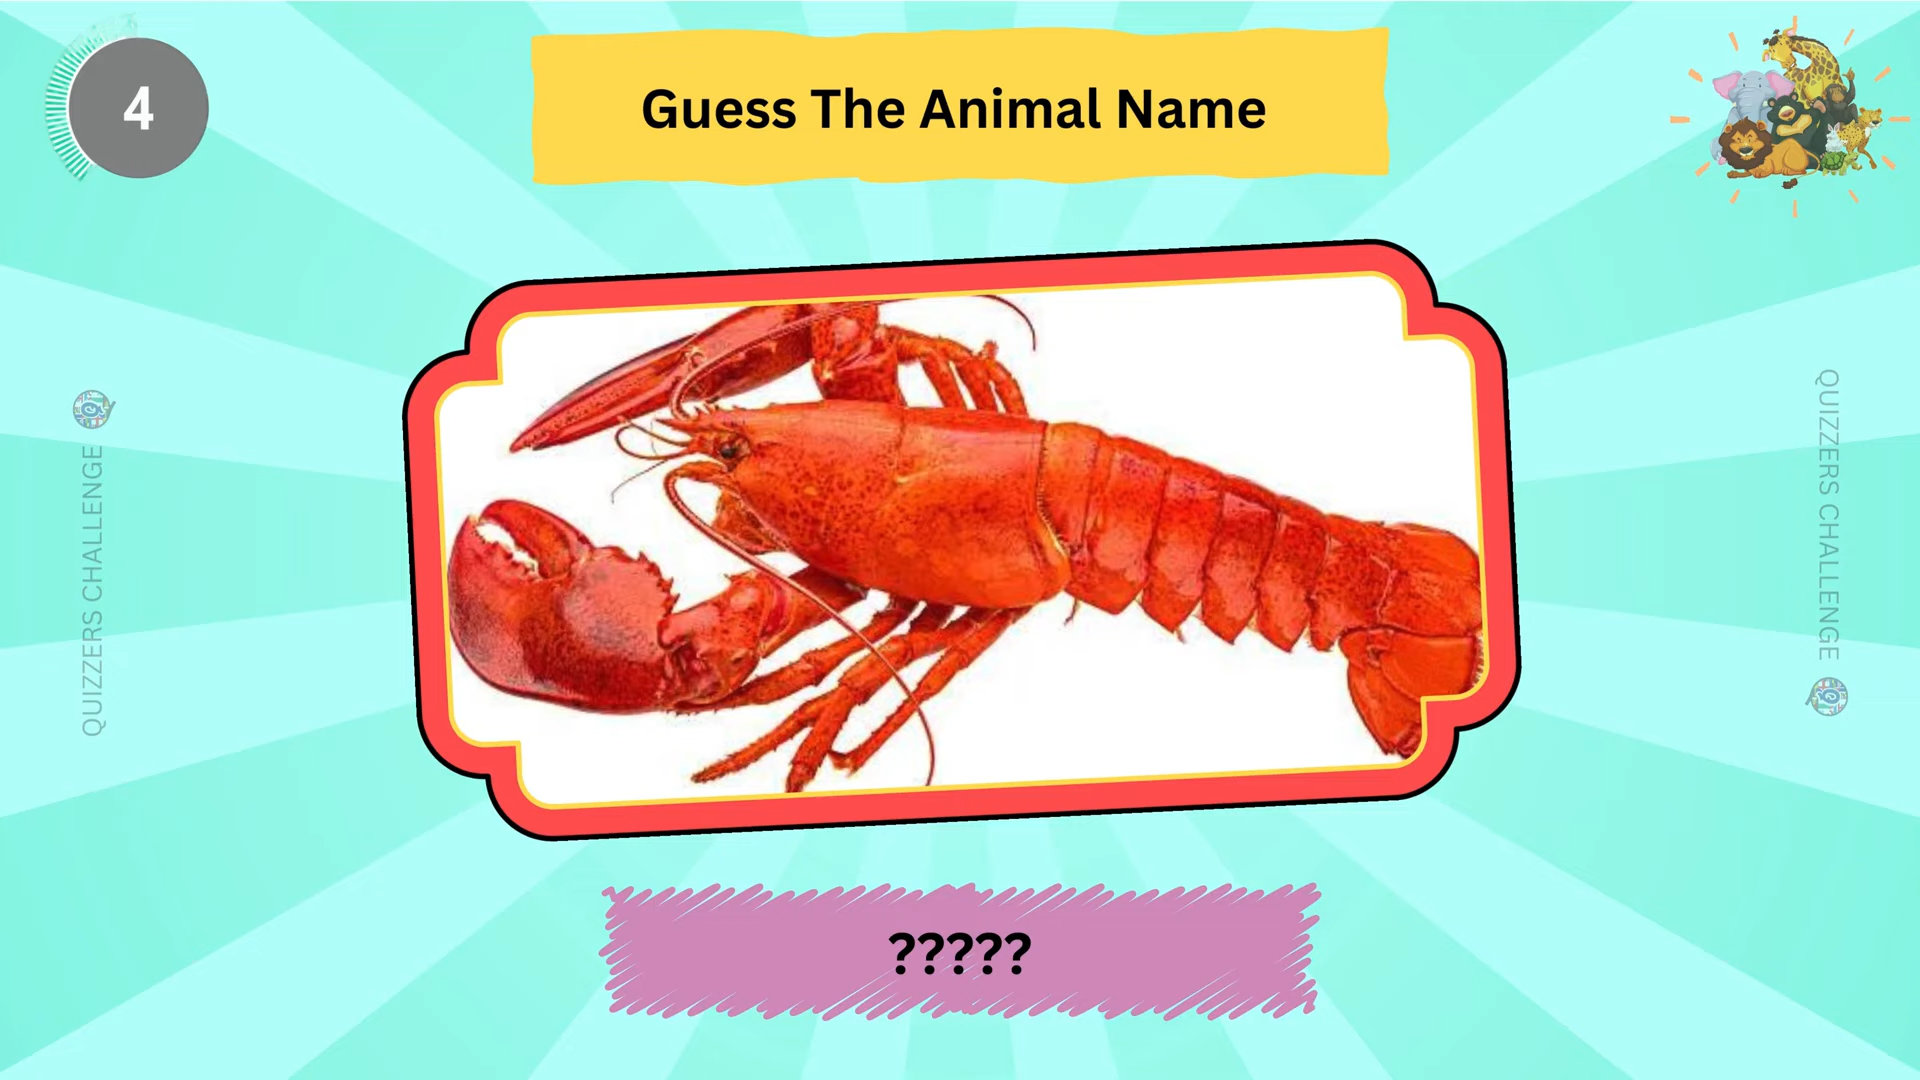 4
Guess The Animal Name
QUIZZERS CHALLENGE
QUIZZERS CHALLENGE
?????